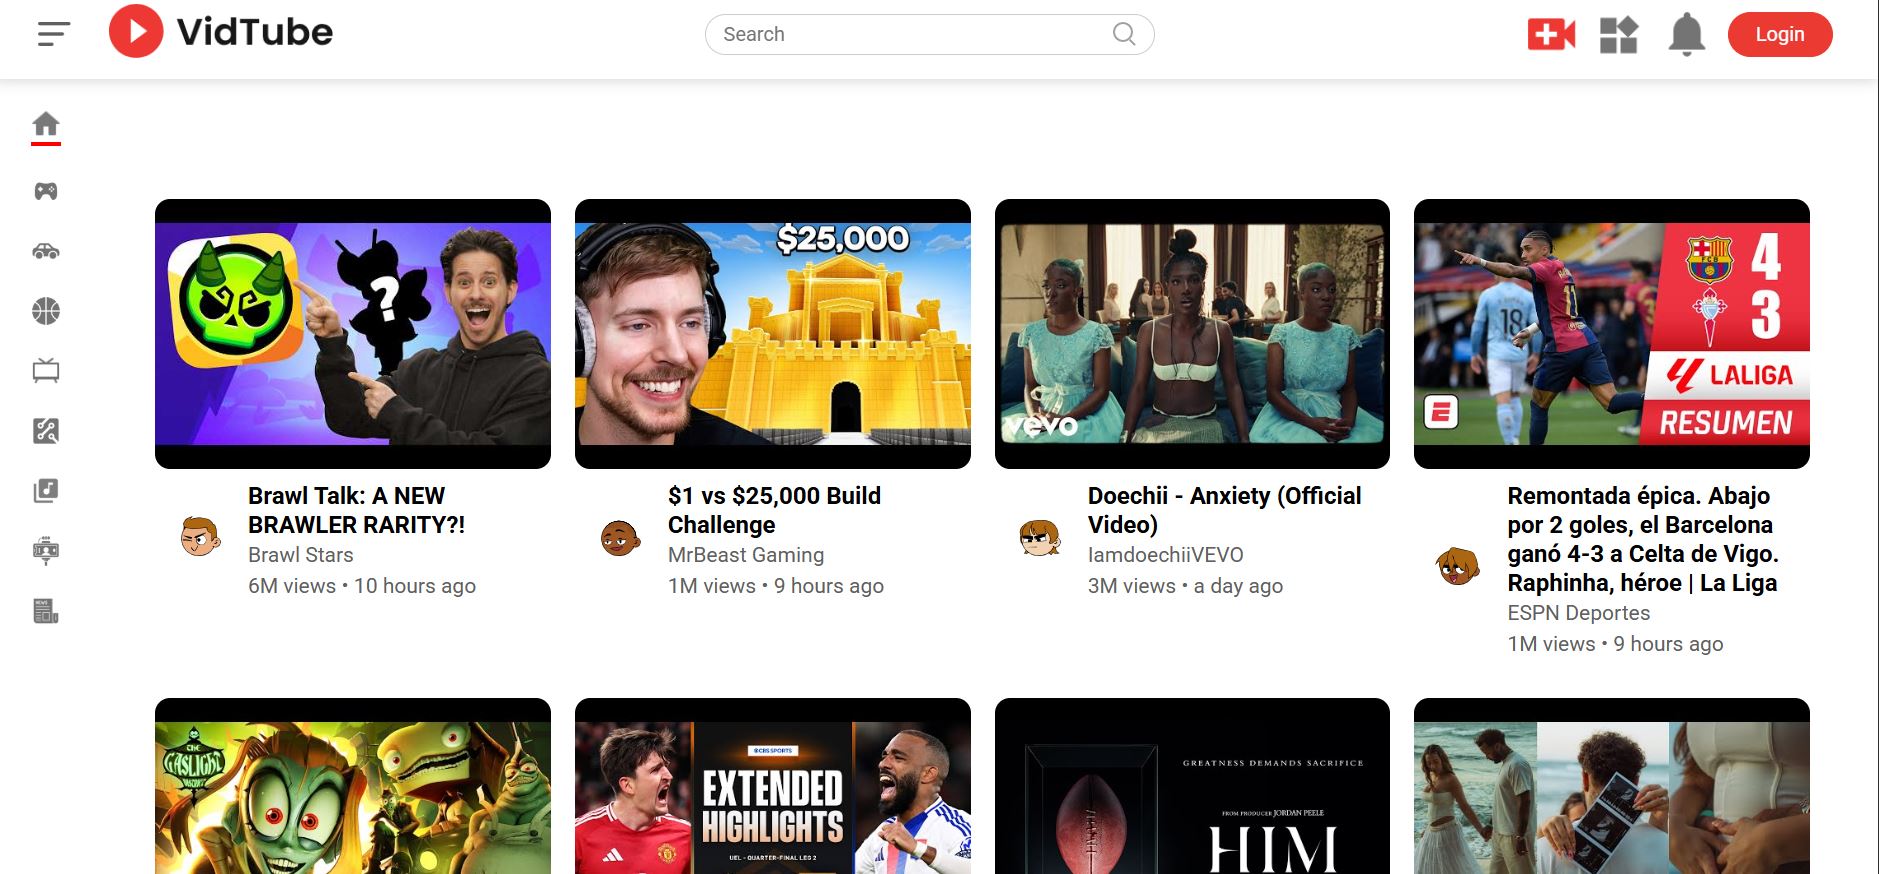 VidTube
Search
Login
$25,000
4
3
18
11
LALIGA
RESUMEN
vevo
Brawl Talk: A NEW
BRAWLER RARITY?!
Brawl Stars
6M views • 10 hours ago
$1 vs $25,000 Build
Challenge
MrBeast Gaming
1M views • 9 hours ago
Doechii - Anxiety (Official
Video)
IamdoechiiVEVO
3M views • a day ago
Remontada épica. Abajo
por 2 goles, el Barcelona
ganó 4-3 a Celta de Vigo.
Raphinha, héroe | La Liga
ESPN Deportes
1M views • 9 hours ago
THE
GASLIGHT
CBS SPORTS
EXTENDED
HIGHLIGHTS
UEL - QUARTER-FINAL LEG 2
GREATNESS DEMANDS SACRIFICE
FROM PRODUCER JORDAN PEELE
HIM